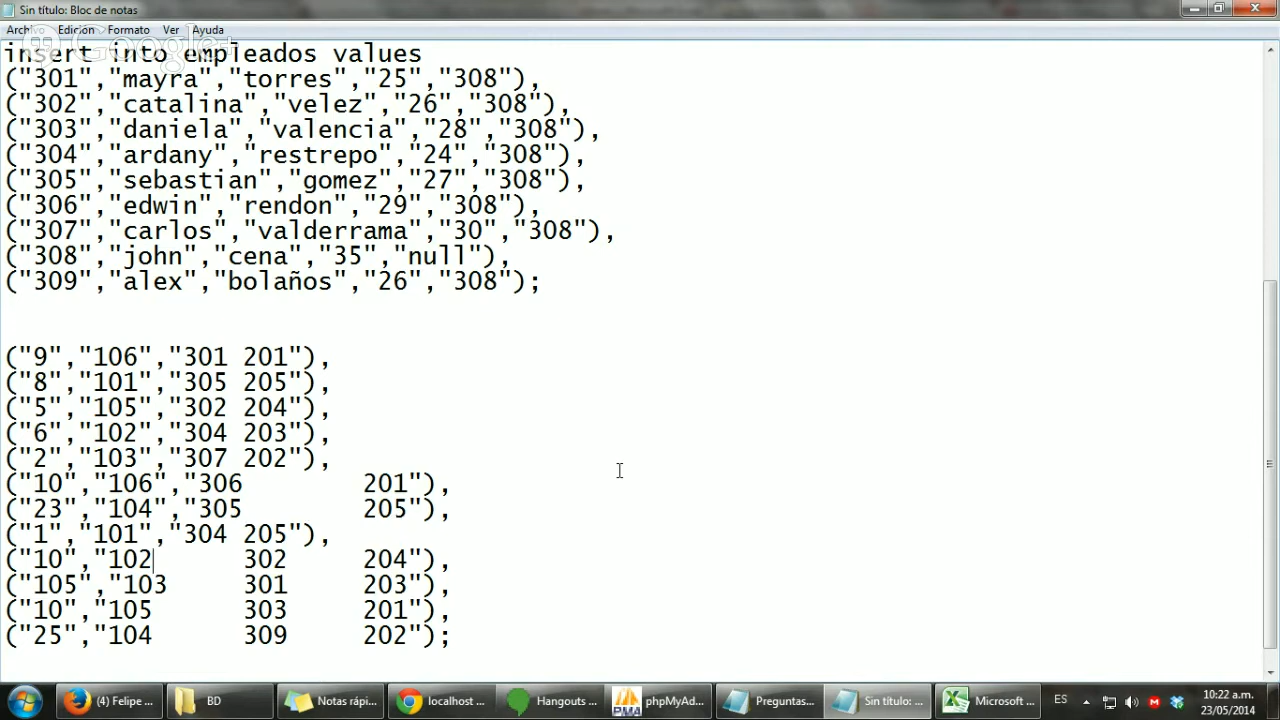 Sin título: Bloc de notas
Archivo Edición Formato Ver Ayuda
Google+
insert into empleados values
("301","mayra","torres","25","308"),
("302","catalina","velez","26","308"),
("303","daniela","valencia","28","308"),
("304","ardany","restrepo","24","308"),
("305","sebastian","gomez","27","308"),
("306","edwin","rendon","29","308"),
("307","carlos","valderrama","30","308"),
("308","john","cena","35","null"),
("309","alex","bolaños","26","308");
("9","106","301 201"),
("8","101","305 205"),
("5","105","302 204"),
("6","102","304 203"),
("2","103","307 202"),
("10","106","306 201"),
("23","104","305 205"),
("1","101","304 205"),
("10","102 302 204"),
("105","103 301 203"),
("10","105 303 201"),
("25","104 309 202");
(4) Felipe ... BD Notas rápi... localhost ... Hangouts ... PMA phpMyAd... Preguntas... Sin título: ... Microsoft ... ES 10:22 a.m.
23/05/2014